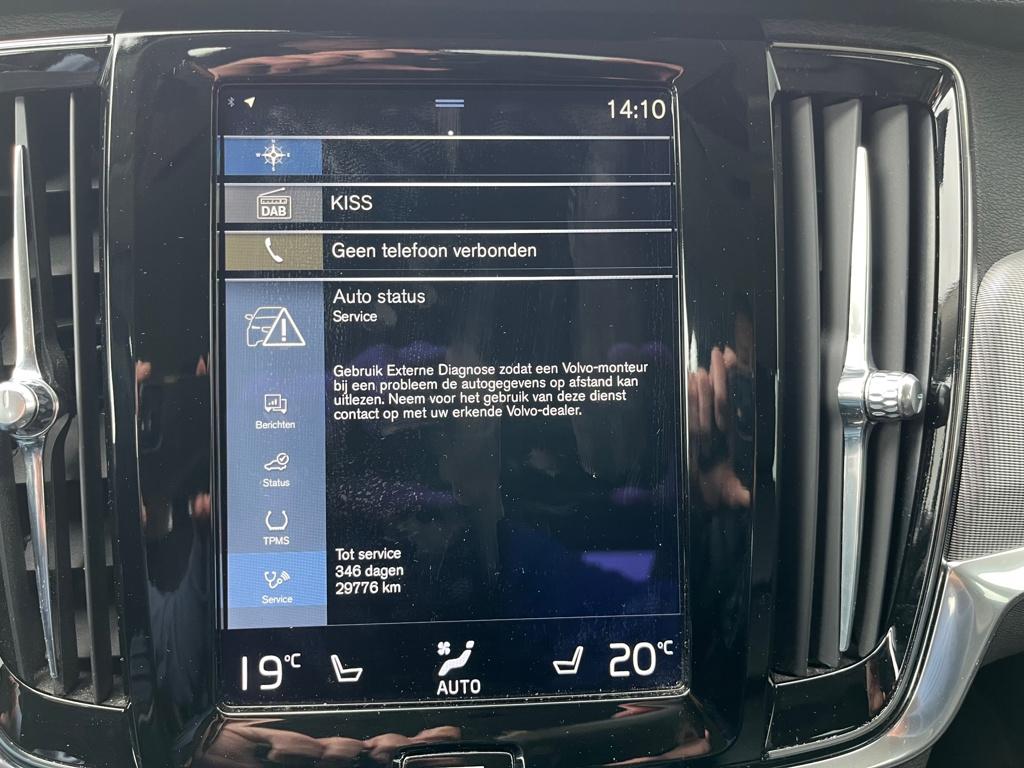 14:10
W E
DAB
KISS
Geen telefoon verbonden
Auto status
Service
Gebruik Externe Diagnose zodat een Volvo-monteur
bij een probleem de autogegevens op afstand kan
uitlezen. Neem voor het gebruik van deze dienst
contact op met uw erkende Volvo-dealer.
Berichten
Status
TPMS
Service
Tot service
346 dagen
29776 km
19°C
AUTO
20°C